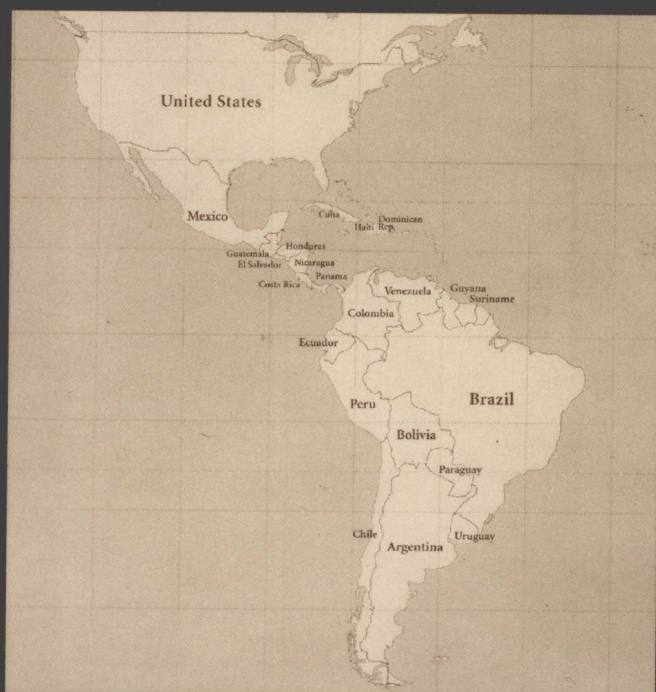 United States
Mexico
Cuba
Haiti
Dominican
Rep.
Guatemala
Honduras
El Salvador
Nicaragua
Costa Rica
Panama
Venezuela
Guyana
Suriname
Colombia
Ecuador
Peru
Brazil
Bolivia
Paraguay
Chile
Argentina
Uruguay